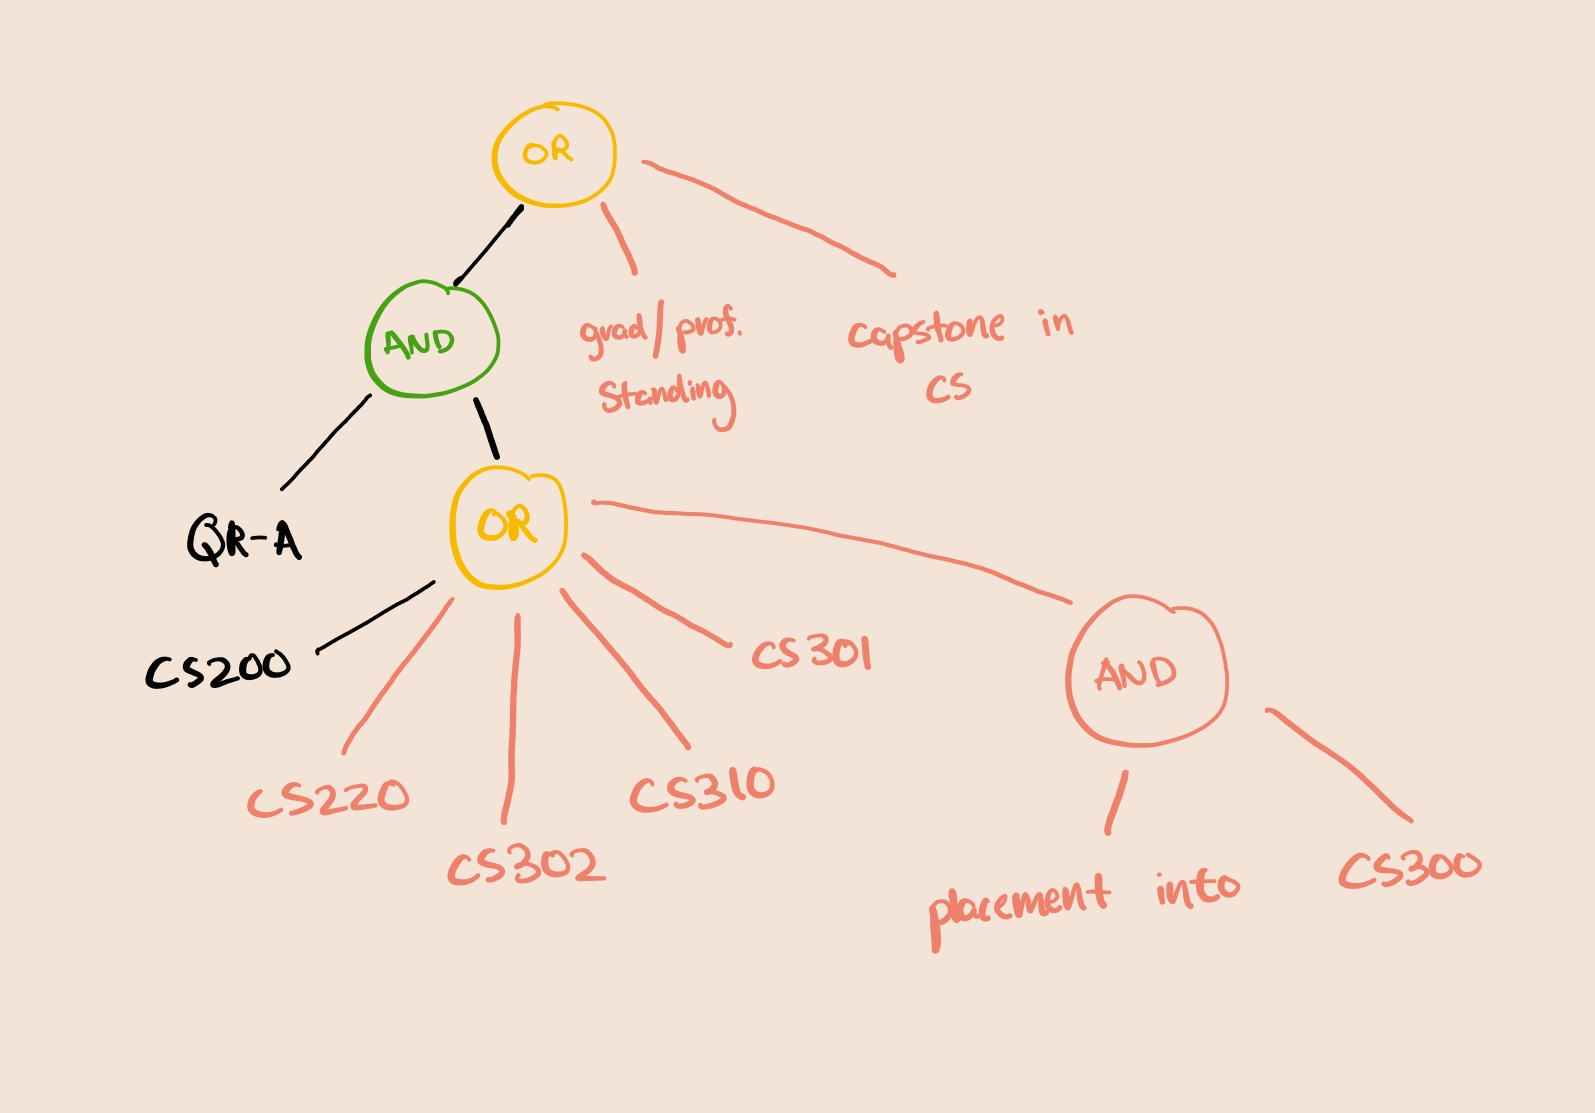 OR
AND
grad/prof.
standing
capstone in
CS
QR-A
OR
CS200
CS301
AND
CS220
CS310
CS302
placement into
CS300